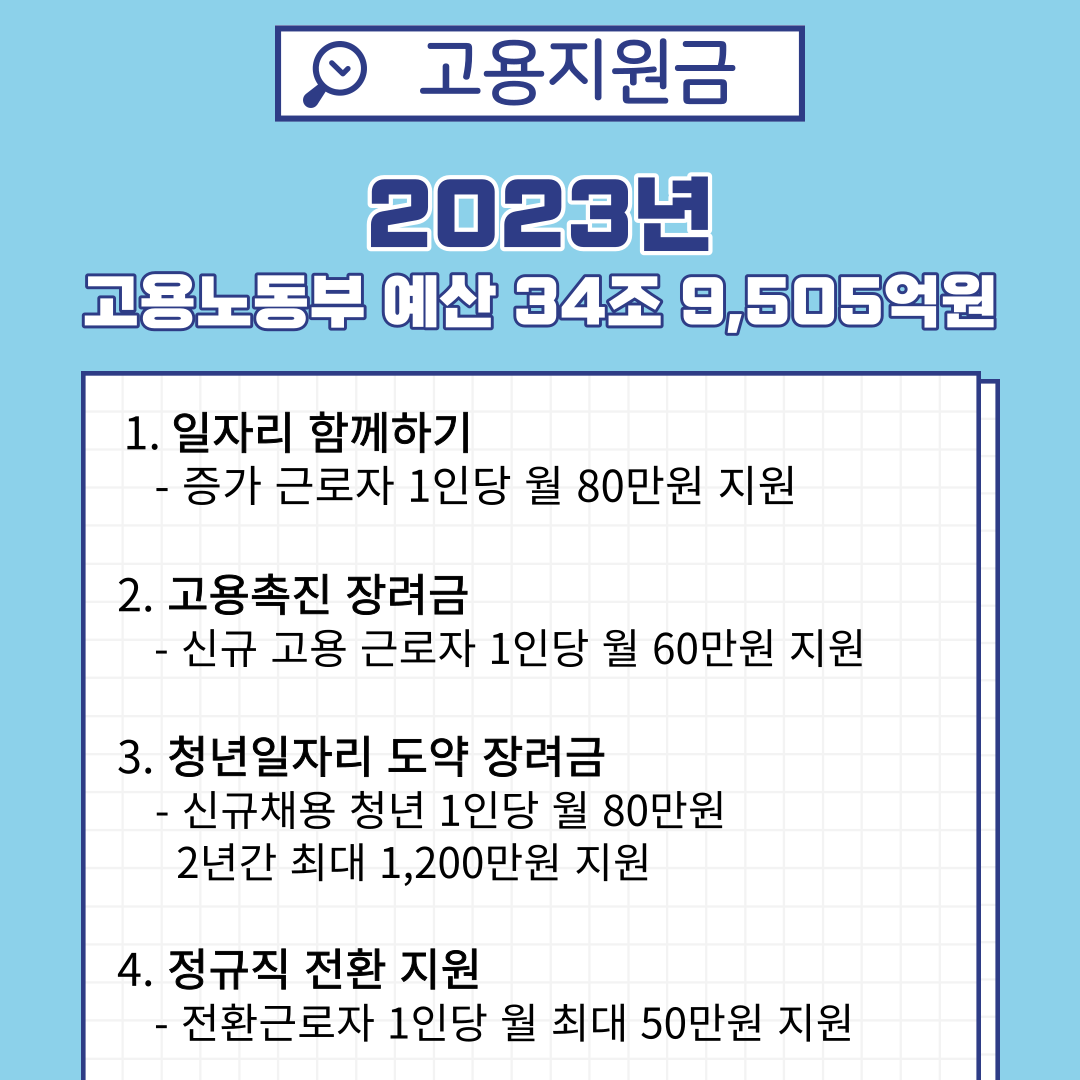 고용지원금
2023년
고용노동부 예산 34조 9,505억원
1. 일자리 함께하기
- 증가 근로자 1인당 월 80만원 지원
2. 고용촉진 장려금
- 신규 고용 근로자 1인당 월 60만원 지원
3. 청년일자리 도약 장려금
- 신규채용 청년 1인당 월 80만원
2년간 최대 1,200만원 지원
4. 정규직 전환 지원
- 전환근로자 1인당 월 최대 50만원 지원